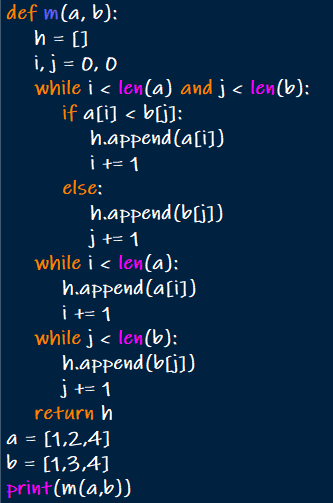 def m(a, b):
    h = []
    i, j = 0, 0
    while i < len(a) and j < len(b):
        if a[i] < b[j]:
            h.append(a[i])
            i += 1
        else:
            h.append(b[j])
            j += 1
    while i < len(a):
        h.append(a[i])
        i += 1
    while j < len(b):
        h.append(b[j])
        j += 1
    return h
a = [1,2,4]
b = [1,3,4]
print(m(a,b))